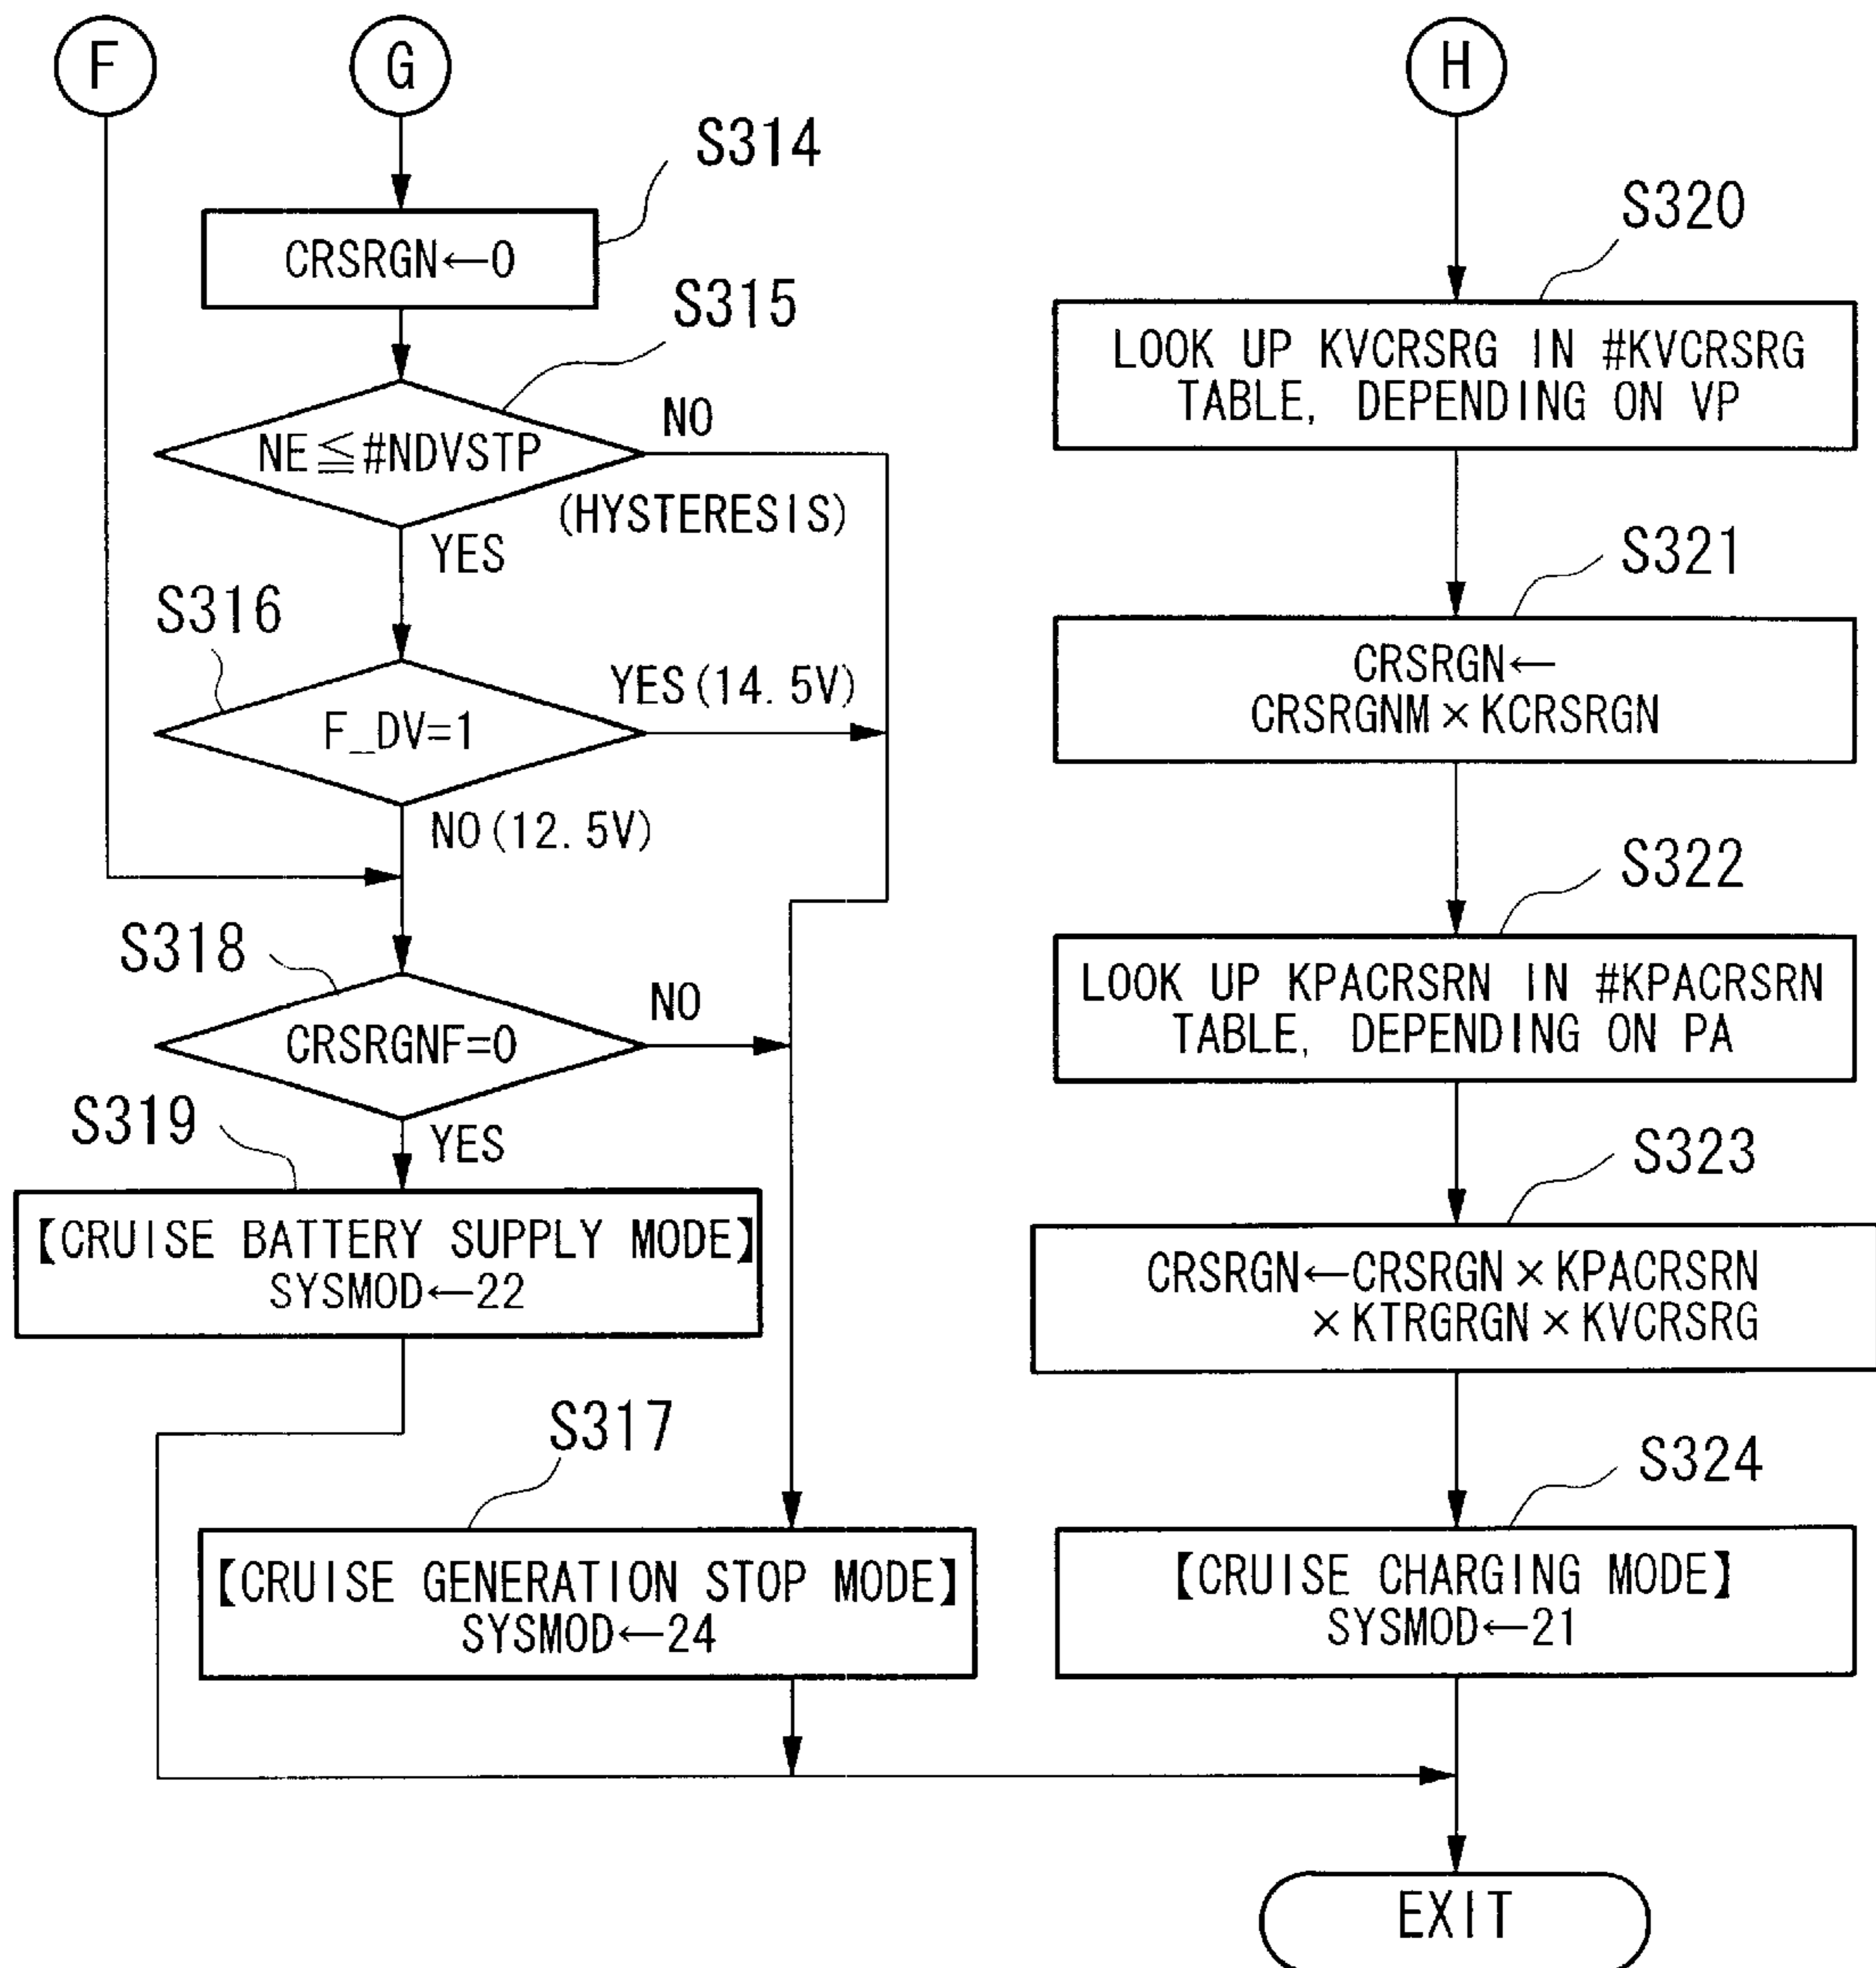 F
G
S314
CRSRGN←0
S315
NE≦#NDVSTP
NO
(HYSTERESIS)
YES
S316
F_DV=1
YES(14.5V)
NO(12.5V)
S318
CRSRGNF=0
NO
YES
S319
【CRUISE BATTERY SUPPLY MODE】
SYSMOD←22
S317
【CRUISE GENERATION STOP MODE】
SYSMOD←24
H
S320
LOOK UP KVCRSRG IN #KVCRSRG
TABLE, DEPENDING ON VP
S321
CRSRGN←
CRSRGNM×KCRSRGN
S322
LOOK UP KPACRSRN IN #KPACRSRN
TABLE, DEPENDING ON PA
S323
CRSRGN←CRSRGN×KPACRSRN
×KTRGRGN×KVCRSRG
S324
【CRUISE CHARGING MODE】
SYSMOD←21
EXIT